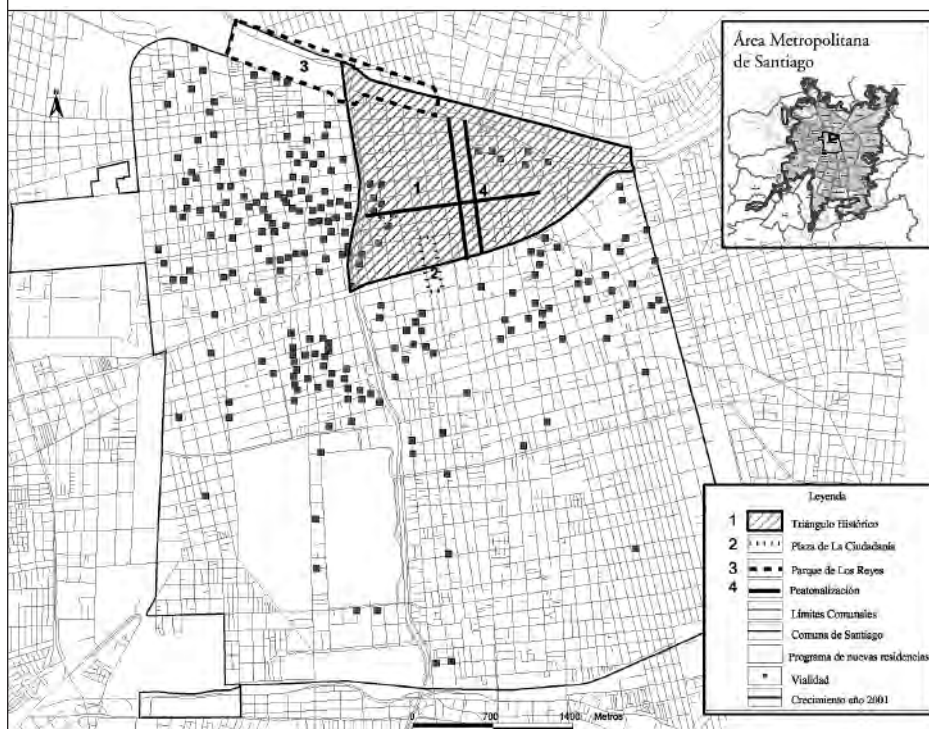 Área Metropolitana
de Santiago
3
1
4
2
Leyenda
1 Triángulo Histórico
2 Plaza de La Ciudadanía
3 Parque de Los Reyes
4 Peatonalización
Límites Comunales
Comuna de Santiago
Programa de nuevas residencias
Vialidad
Crecimiento año 2001
0 700 1400 Metros